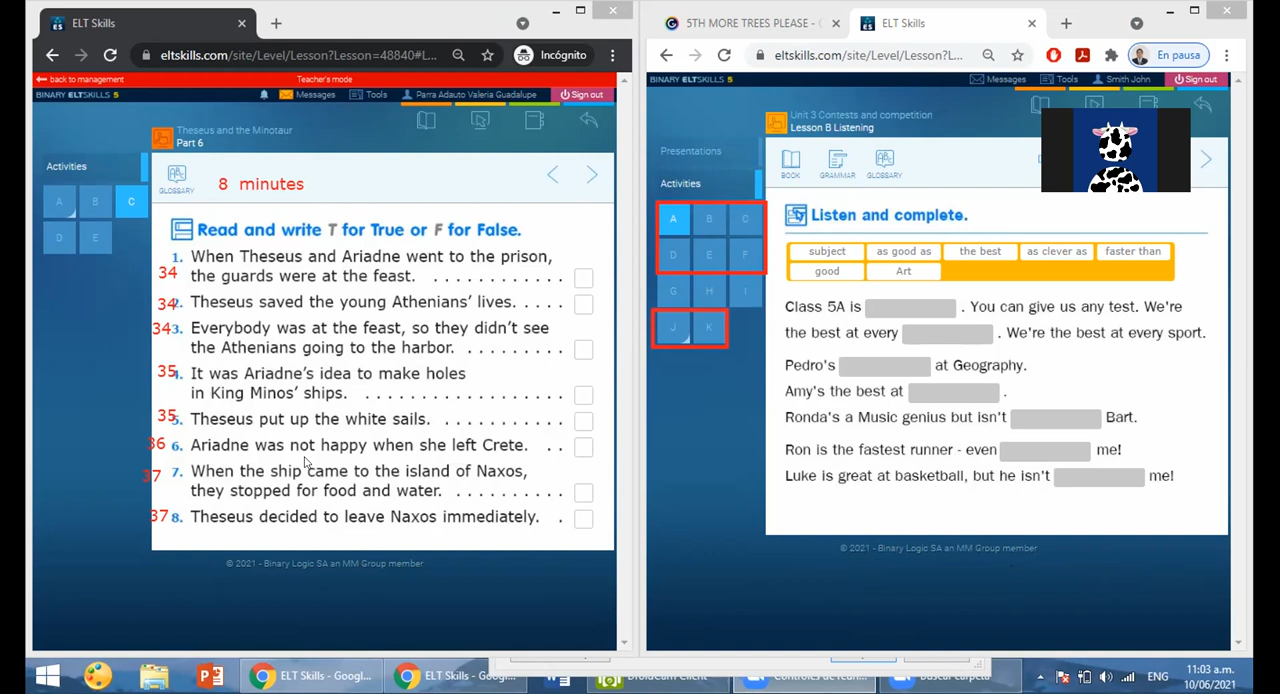 ELT Skills
5TH MORE TREES PLEASE -
ELT Skills
eltskills.com/site/Level/Lesson?Lesson=48840#L...
Incógnito
eltskills.com/site/Level/Lesson?L...
En pausa
back to management
Teacher's mode
BINARY ELTSKILLS 5
Messages
Tools
Parra Adauto Valeria Guadalupe
Sign out
BINARY ELTSKILLS 5
Messages
Tools
Smith John
Sign out
Theseus and the Minotaur
Part 6
Activities
A B C
D E
GLOSSARY
8 minutes
Read and write T for True or F for False.
34 1. When Theseus and Ariadne went to the prison,
the guards were at the feast. . . . . . . . . . . . .
34 2. Theseus saved the young Athenians' lives. . . . .
34 3. Everybody was at the feast, so they didn't see
the Athenians going to the harbor. . . . . . . . . .
35 4. It was Ariadne's idea to make holes
in King Minos' ships. . . . . . . . . . . . . . . . . .
35 5. Theseus put up the white sails. . . . . . . . . . . .
36 6. Ariadne was not happy when she left Crete. . .
37 7. When the ship came to the island of Naxos,
they stopped for food and water. . . . . . . . . . .
37 8. Theseus decided to leave Naxos immediately. .
© 2021 - Binary Logic SA an MM Group member
Unit 3 Contests and competition
Lesson B Listening
Presentations
Activities
A B C
D E F
G H I
J K
BOOK
GRAMMAR
GLOSSARY
Listen and complete.
subject as good as the best as clever as faster than
good Art
Class 5A is . You can give us any test. We're
the best at every . We're the best at every sport.
Pedro's at Geography.
Amy's the best at .
Ronda's a Music genius but isn't Bart.
Ron is the fastest runner - even me!
Luke is great at basketball, but he isn't me!
© 2021 - Binary Logic SA an MM Group member
ELT Skills - Googl...
ELT Skills - Googl...
DroidCam Client
Controles de reun...
Buscar carpeta
ENG
11:03 a.m.
10/06/2021